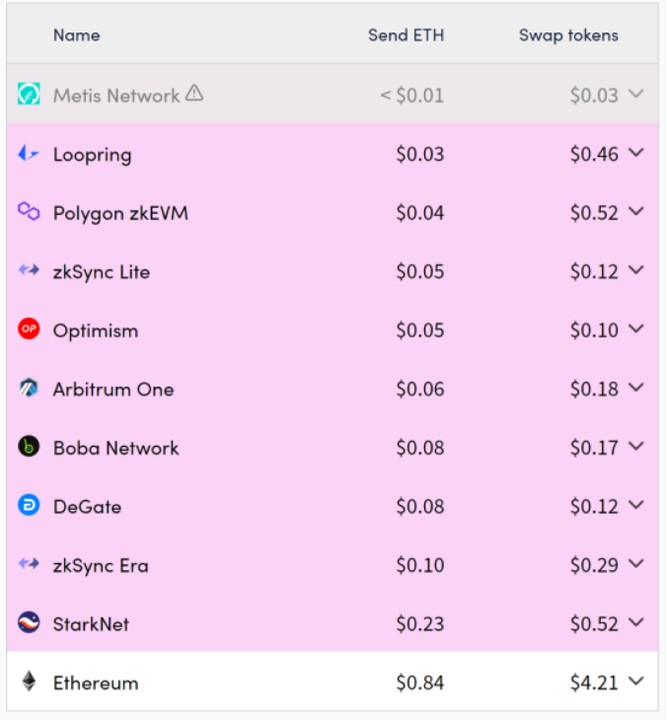 Name Send ETH Swap tokens
Metis Network < $0.01 $0.03
Loopring $0.03 $0.46
Polygon zkEVM $0.04 $0.52
zkSync Lite $0.05 $0.12
OP Optimism $0.05 $0.10
Arbitrum One $0.06 $0.18
Boba Network $0.08 $0.17
DeGate $0.08 $0.12
zkSync Era $0.10 $0.29
StarkNet $0.23 $0.52
Ethereum $0.84 $4.21